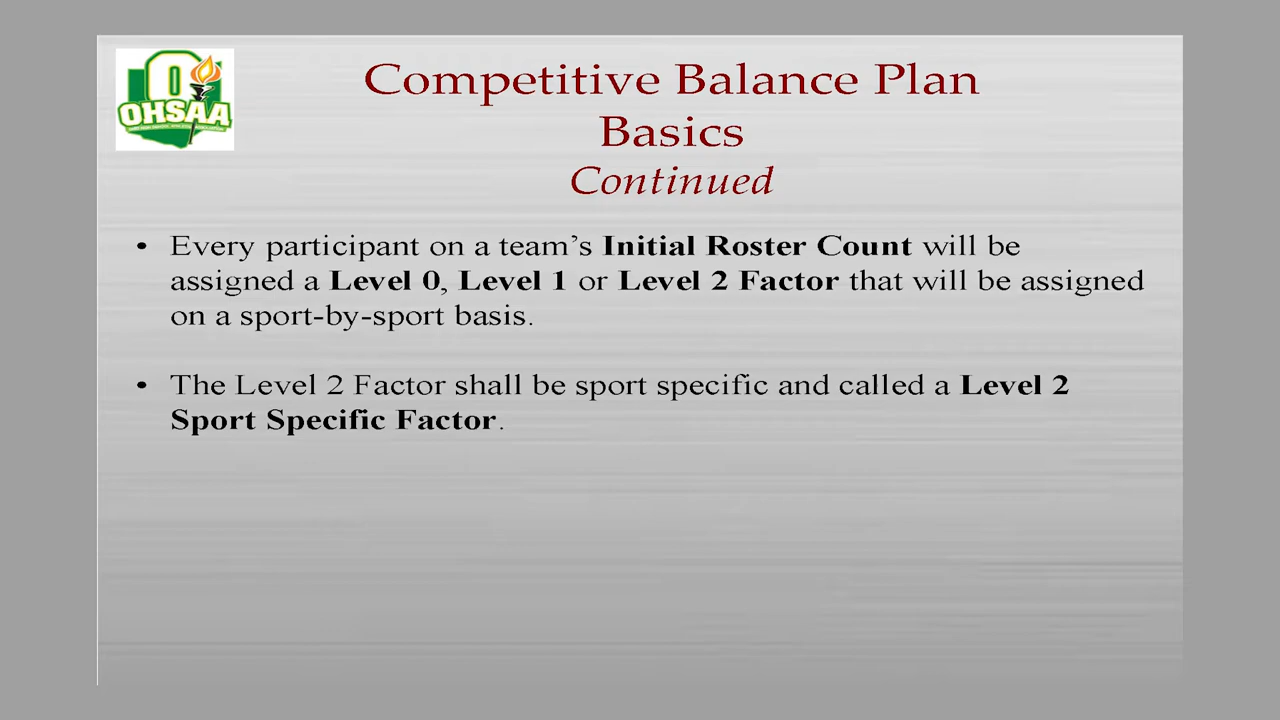 OHSAA
Competitive Balance Plan
Basics
Continued
• Every participant on a team’s Initial Roster Count will be
assigned a Level 0, Level 1 or Level 2 Factor that will be assigned
on a sport-by-sport basis.
• The Level 2 Factor shall be sport specific and called a Level 2
Sport Specific Factor.